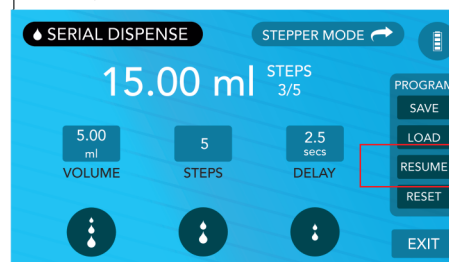 SERIAL DISPENSE
STEPPER MODE
15.00 ml
STEPS
3/5
5.00
ml
VOLUME
5
STEPS
2.5
secs
DELAY
PROGRAM
SAVE
LOAD
RESUME
RESET
EXIT